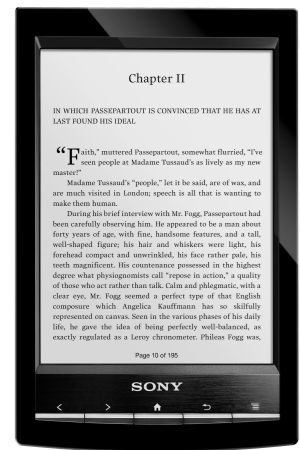 Chapter II
IN WHICH PASSEPARTOUT IS CONVINCED THAT HE HAS AT
LAST FOUND HIS IDEAL
“Faith,” muttered Passepartout, somewhat flurried, “I’ve
seen people at Madame Tussaud’s as lively as my new
master!”
Madame Tussaud’s “people,” let it be said, are of wax, and
are much visited in London; speech is all that is wanting to
make them human.
During his brief interview with Mr. Fogg, Passepartout had
been carefully observing him. He appeared to be a man about
forty years of age, with fine, handsome features, and a tall,
well-shaped figure; his hair and whiskers were light, his
forehead compact and unwrinkled, his face rather pale, his
teeth magnificent. His countenance possessed in the highest
degree what physiognomists call “repose in action,” a quality
of those who act rather than talk. Calm and phlegmatic, with a
clear eye, Mr. Fogg seemed a perfect type of that English
composure which Angelica Kauffmann has so skilfully
represented on canvas. Seen in the various phases of his daily
life, he gave the idea of being perfectly well-balanced, as
exactly regulated as a Leroy chronometer. Phileas Fogg was,
Page 10 of 195
SONY